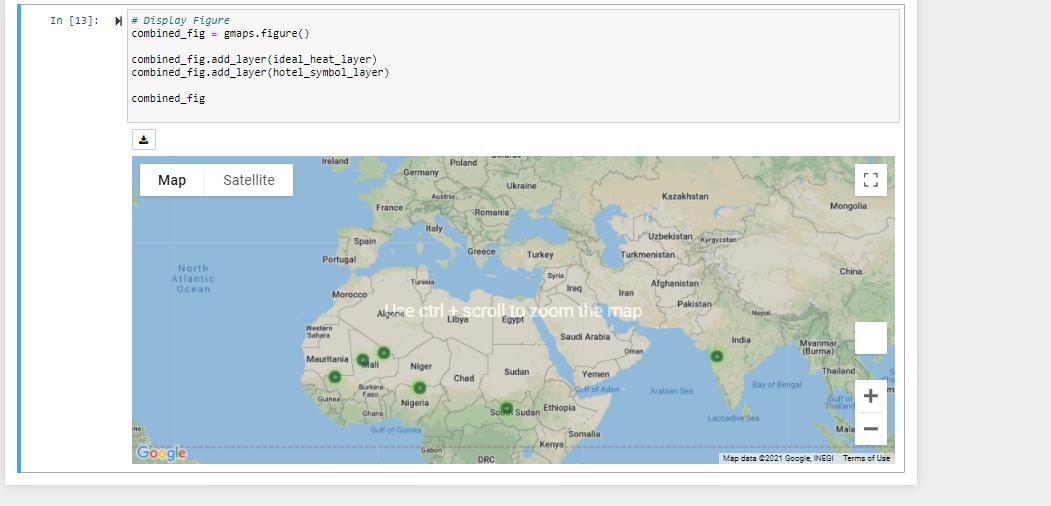 In [13]:
# Display Figure
combined_fig = gmaps.figure()
combined_fig.add_layer(ideal_heat_layer)
combined_fig.add_layer(hotel_symbol_layer)
combined_fig
Map
Satellite
Ireland
Poland
Germany
Ukraine
Kazakhstan
Austria
Mongolia
France
Romania
Italy
Uzbekistan
Kyrgyzstan
Spain
Greece
Turkey
Turkmenistan
Portugal
North
Atlantic
Ocean
China
Syria
Tunisia
Afghanistan
Iraq
Iran
Morocco
Pakistan
Algeria
Use ctrl + scroll to zoom the map
Libya
Egypt
Nepal
Western
Sahara
Saudi Arabia
India
Oman
Myanmar
(Burma)
Mauritania
Mali
Niger
Sudan
Yemen
Thailand
Chad
Gulf of Aden
Arabian Sea
Bay of Bengal
Burkina
Faso
Guinea
Nigeria
Ghana
South Sudan
Ethiopia
Gulf of
Thailand
Laccadive Sea
Gulf of Guinea
Somalia
Kenya
Gabon
DRC
Google
Map data ©2021 Google, INEGI
Terms of Use